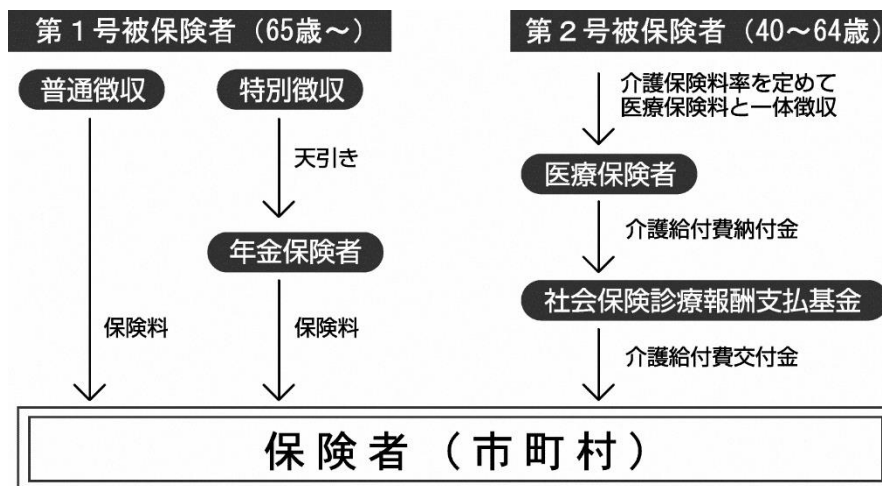 第1号被保険者（65歳～）
普通徴収
特別徴収
天引き
年金保険者
保険料
保険料
第2号被保険者（40～64歳）
介護保険料率を定めて
医療保険料と一体徴収
医療保険者
介護給付費納付金
社会保険診療報酬支払基金
介護給付費交付金
保険者（市町村）